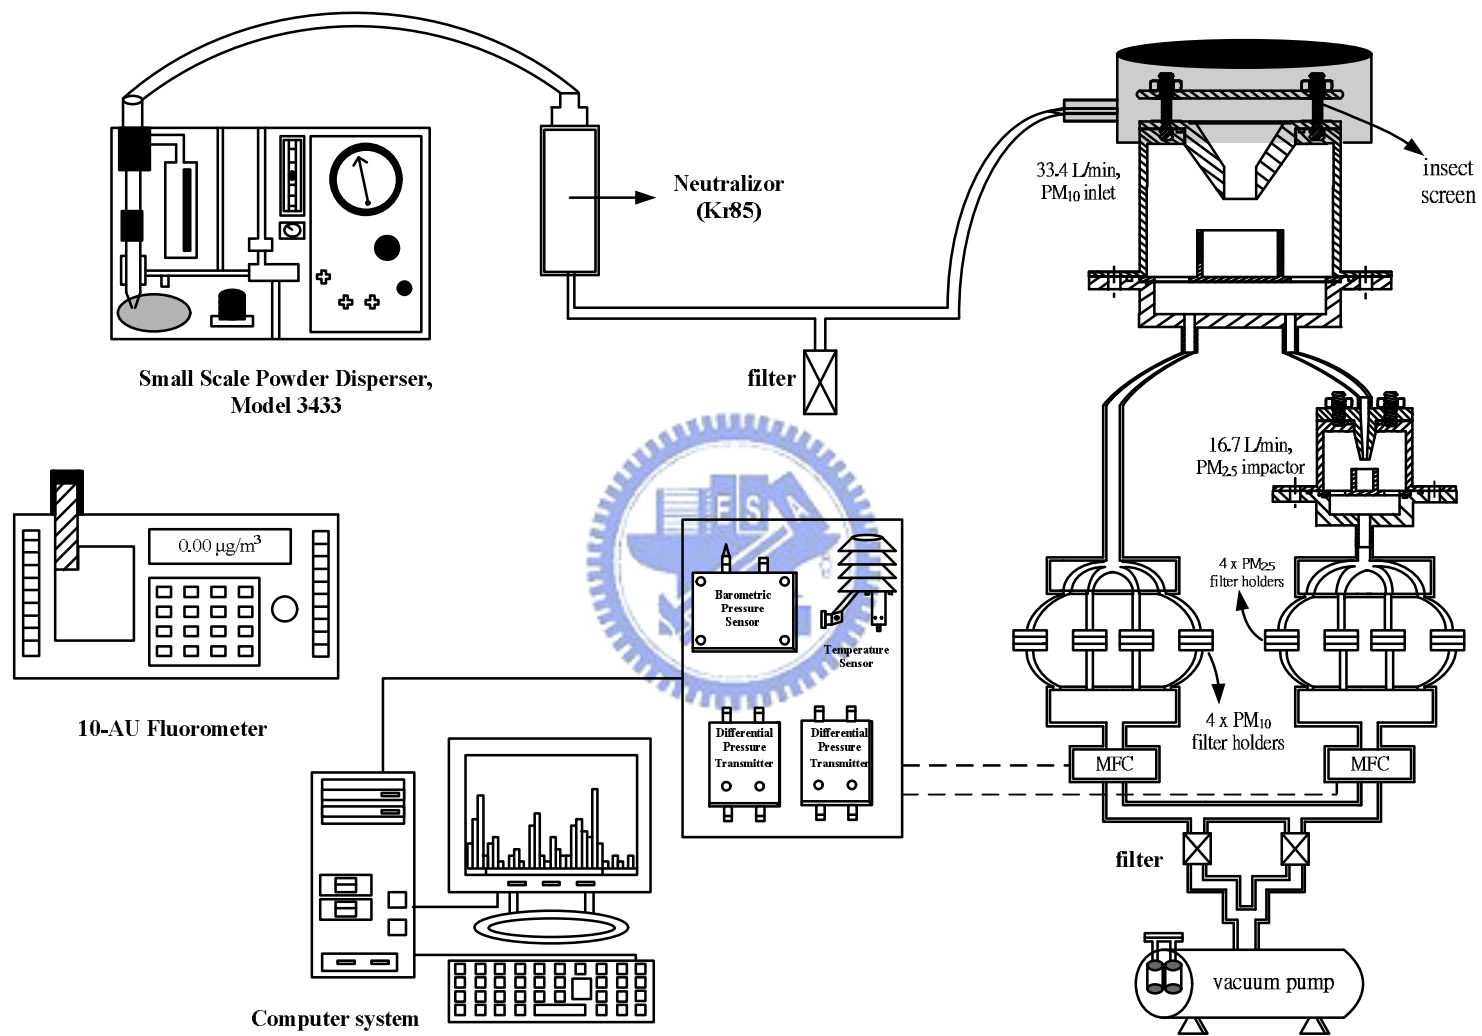 33.4 L/min,
PM10 inlet
insect
screen
Neutralizor
(Kr85)
Small Scale Powder Disperser,
Model 3433
filter
16.7 L/min,
PM2.5 impactor
0.00 µg/m³
10-AU Fluorometer
ESA
Barometric
Pressure
Sensor
Temperature
Sensor
4 x PM2.5
filter holders
4 x PM10
filter holders
Differential
Pressure
Transmitter
Differential
Pressure
Transmitter
MFC
MFC
filter
vacuum pump
Computer system